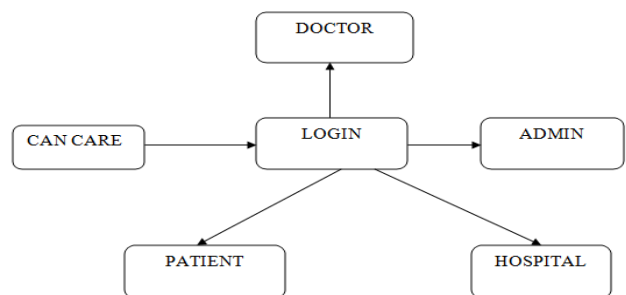 DOCTOR
CAN CARE
LOGIN
ADMIN
PATIENT
HOSPITAL